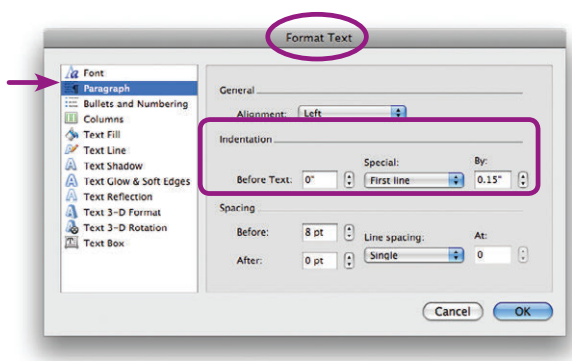 Format Text
Font
Paragraph
Bullets and Numbering
Columns
Text Fill
Text Line
Text Shadow
Text Glow & Soft Edges
Text Reflection
Text 3-D Format
Text 3-D Rotation
Text Box
General
Alignment: Left
Indentation
Special: By:
Before Text: 0" First line 0.15"
Spacing
Before: 8 pt Line spacing: At:
After: 0 pt Single 0
Cancel OK